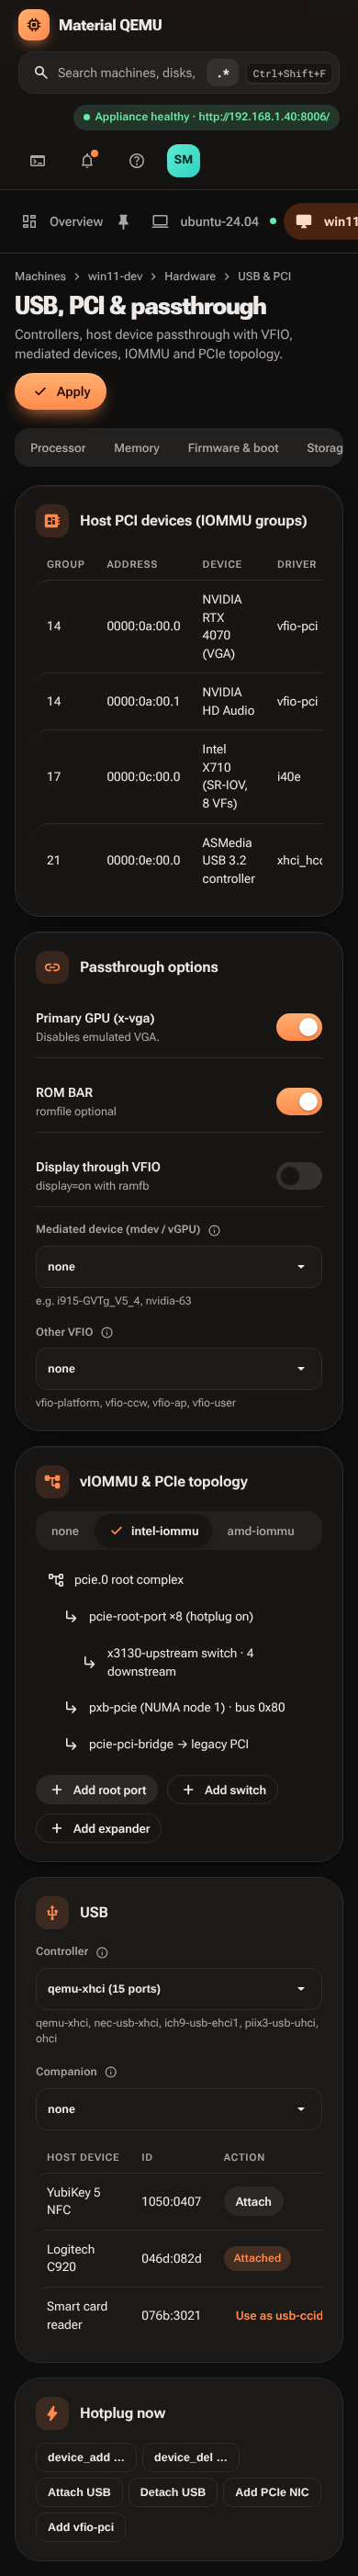 Material QEMU
Search machines, disks, .* Ctrl+Shift+F
Appliance healthy · http://192.168.1.40:8006/
SM
Overview ubuntu-24.04 win11
Machines > win11-dev > Hardware > USB & PCI
USB, PCI & passthrough
Controllers, host device passthrough with VFIO,
mediated devices, IOMMU and PCIe topology.
Apply
Processor Memory Firmware & boot Storag
Host PCI devices (IOMMU groups)
GROUP ADDRESS DEVICE DRIVER
14 0000:0a:00.0 NVIDIA RTX 4070 (VGA) vfio-pci
14 0000:0a:00.1 NVIDIA HD Audio vfio-pci
17 0000:0c:00.0 Intel X710 (SR-IOV, 8 VFs) i40e
21 0000:0e:00.0 ASMedia USB 3.2 controller xhci_hcd
Passthrough options
Primary GPU (x-vga)
Disables emulated VGA.
ROM BAR
romfile optional
Display through VFIO
display=on with ramfb
Mediated device (mdev / vGPU)
none
e.g. i915-GVTg_V5_4, nvidia-63
Other VFIO
none
vfio-platform, vfio-ccw, vfio-ap, vfio-user
vIOMMU & PCIe topology
none intel-iommu amd-iommu
pcie.0 root complex
pcie-root-port ×8 (hotplug on)
x3130-upstream switch · 4
downstream
pxb-pcie (NUMA node 1) · bus 0x80
pcie-pci-bridge → legacy PCI
Add root port Add switch
Add expander
USB
Controller
qemu-xhci (15 ports)
qemu-xhci, nec-usb-xhci, ich9-usb-ehci1, piix3-usb-uhci,
ohci
Companion
none
HOST DEVICE ID ACTION
YubiKey 5 NFC 1050:0407 Attach
Logitech C920 046d:082d Attached
Smart card reader 076b:3021 Use as usb-ccid
Hotplug now
device_add … device_del …
Attach USB Detach USB Add PCIe NIC
Add vfio-pci